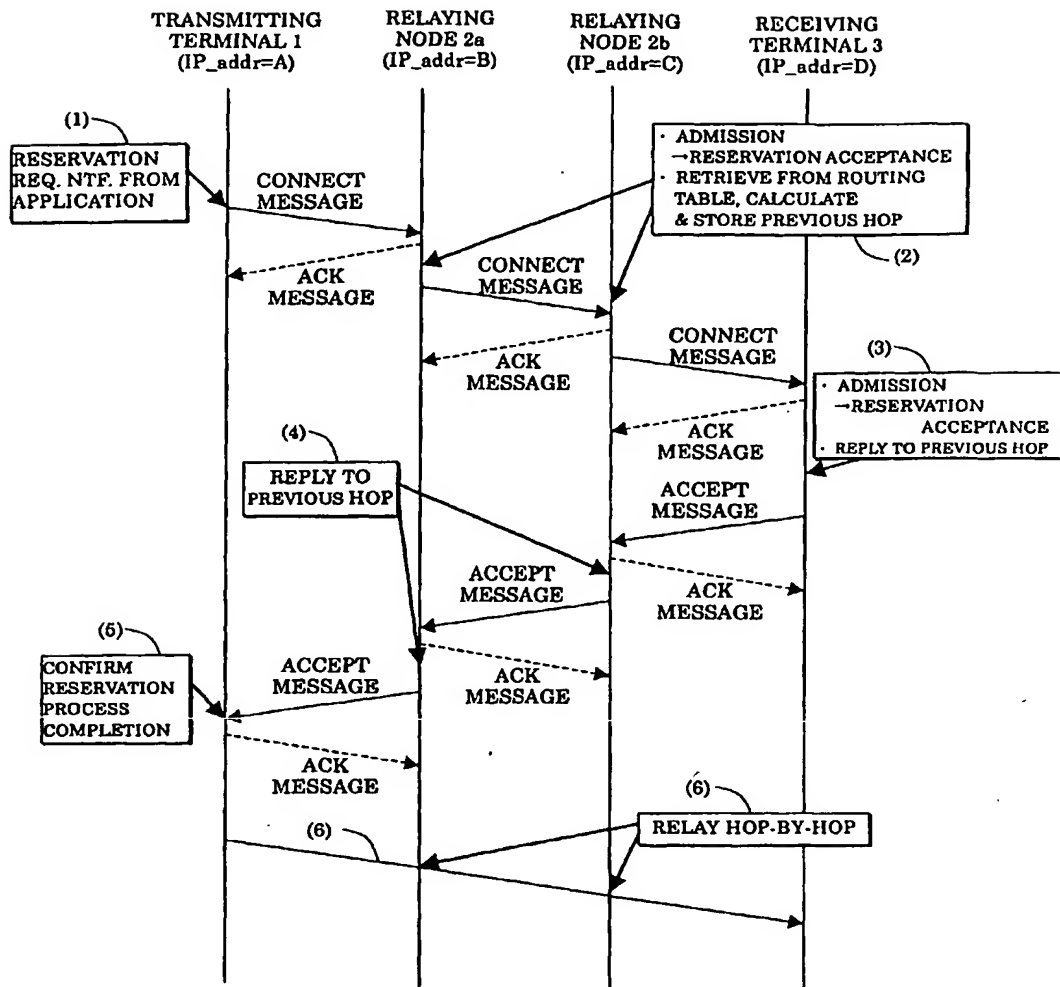 TRANSMITTING
TERMINAL 1
(IP_addr=A)
RELAYING
NODE 2a
(IP_addr=B)
RELAYING
NODE 2b
(IP_addr=C)
RECEIVING
TERMINAL 3
(IP_addr=D)
(1)
RESERVATION
REQ. NTF. FROM
APPLICATION
CONNECT
MESSAGE
· ADMISSION
→RESERVATION ACCEPTANCE
· RETRIEVE FROM ROUTING
TABLE, CALCULATE
& STORE PREVIOUS HOP
(2)
ACK
MESSAGE
CONNECT
MESSAGE
ACK
MESSAGE
CONNECT
MESSAGE
(3)
· ADMISSION
→RESERVATION
ACCEPTANCE
· REPLY TO PREVIOUS HOP
ACK
MESSAGE
(4)
REPLY TO
PREVIOUS HOP
ACCEPT
MESSAGE
ACCEPT
MESSAGE
ACK
MESSAGE
(5)
CONFIRM
RESERVATION
PROCESS
COMPLETION
ACCEPT
MESSAGE
ACK
MESSAGE
ACK
MESSAGE
(6)
RELAY HOP-BY-HOP
(6)